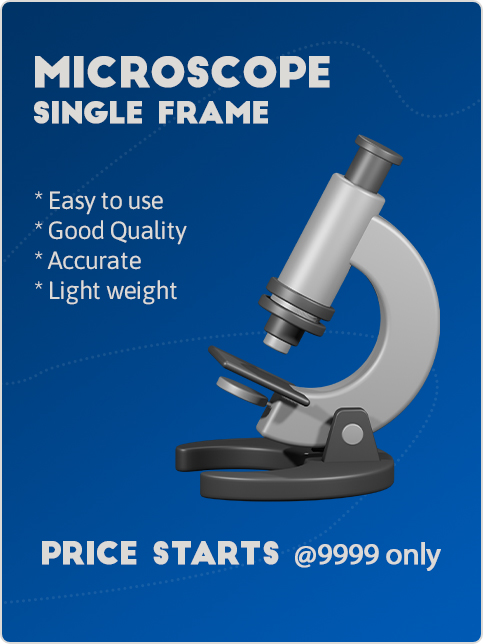 MICROSCOPE
SINGLE FRAME
* Easy to use
* Good Quality
* Accurate
* Light weight
PRICE STARTS @9999 only